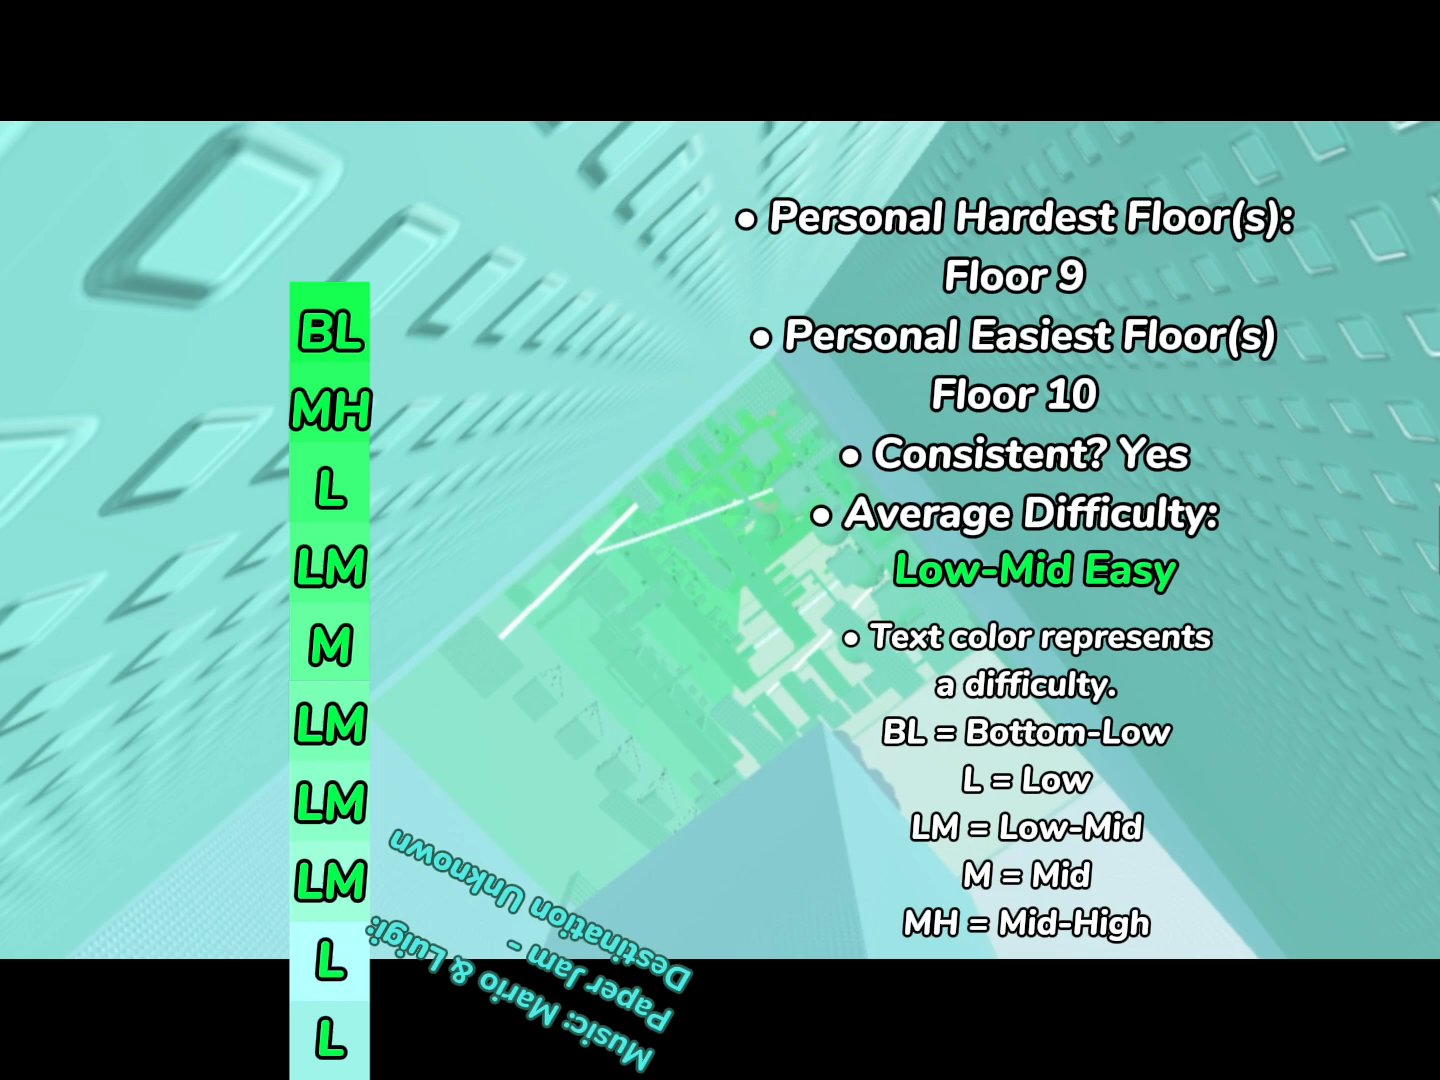 BL
MH
L
LM
M
LM
LM
LM
L
L
• Personal Hardest Floor(s):
Floor 9
• Personal Easiest Floor(s)
Floor 10
• Consistent? Yes
• Average Difficulty:
Low-Mid Easy
• Text color represents
a difficulty.
BL = Bottom-Low
L = Low
LM = Low-Mid
M = Mid
MH = Mid-High
Music: Mario & Luigi:
Paper Jam -
Destination Unknown